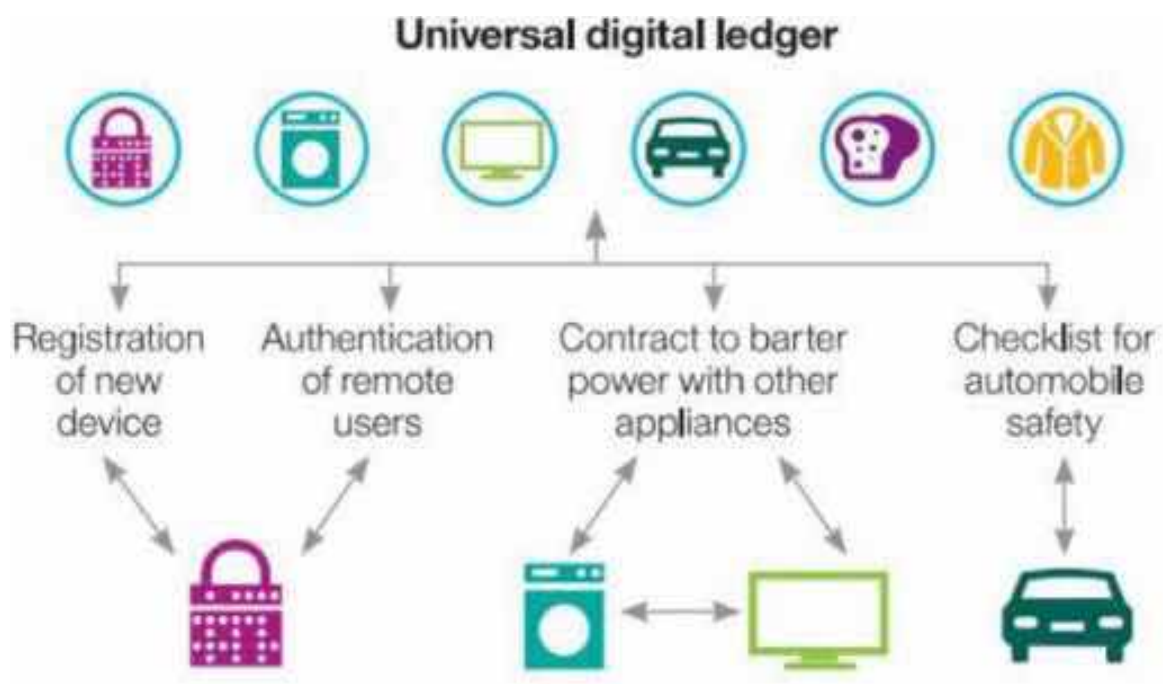 Universal digital ledger
Registration
of new
device
Authentication
of remote
users
Contract to barter
power with other
appliances
Checklist for
automobile
safety